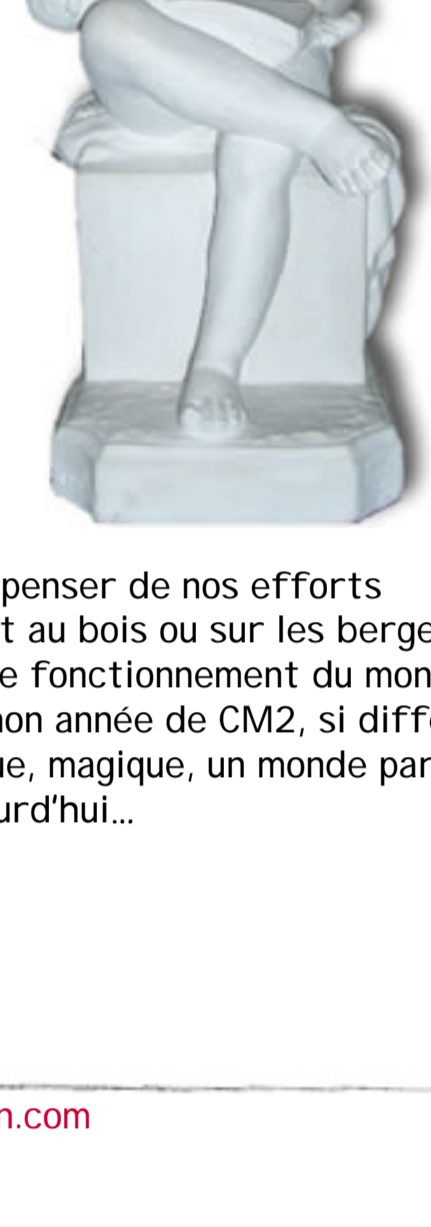 penser de nos efforts
t au bois ou sur les berge
e fonctionnement du mon
non année de CM2, si diffé
ue, magique, un monde par
urd'hui...
n.com